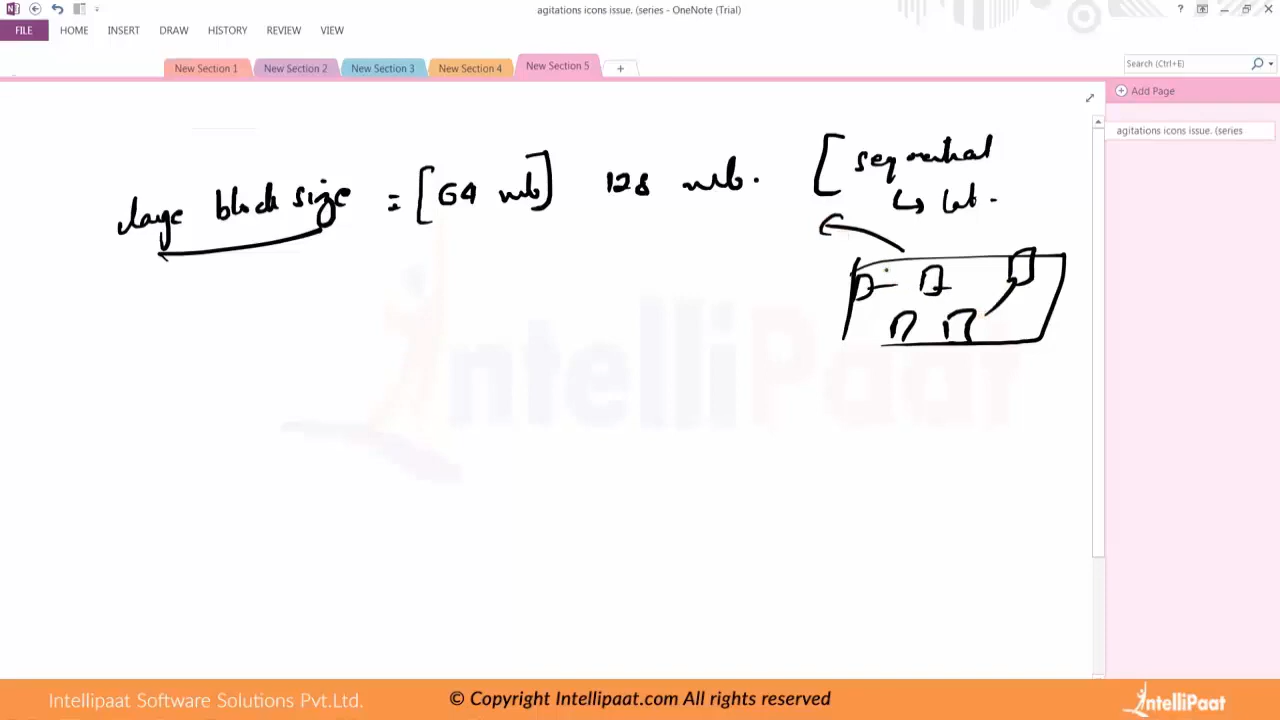 agitations icons issue. (series - OneNote (Trial)
FILE HOME INSERT DRAW HISTORY REVIEW VIEW
New Section 1 New Section 2 New Section 3 New Section 4 New Section 5 +
Search (Ctrl+E)
Add Page
agitations icons issue. (series
large block size = [64 mb] 128 mb. [sequential
IntelliPaat
Intellipaat Software Solutions Pvt.Ltd.
© Copyright Intellipaat.com All rights reserved
IntelliPaat